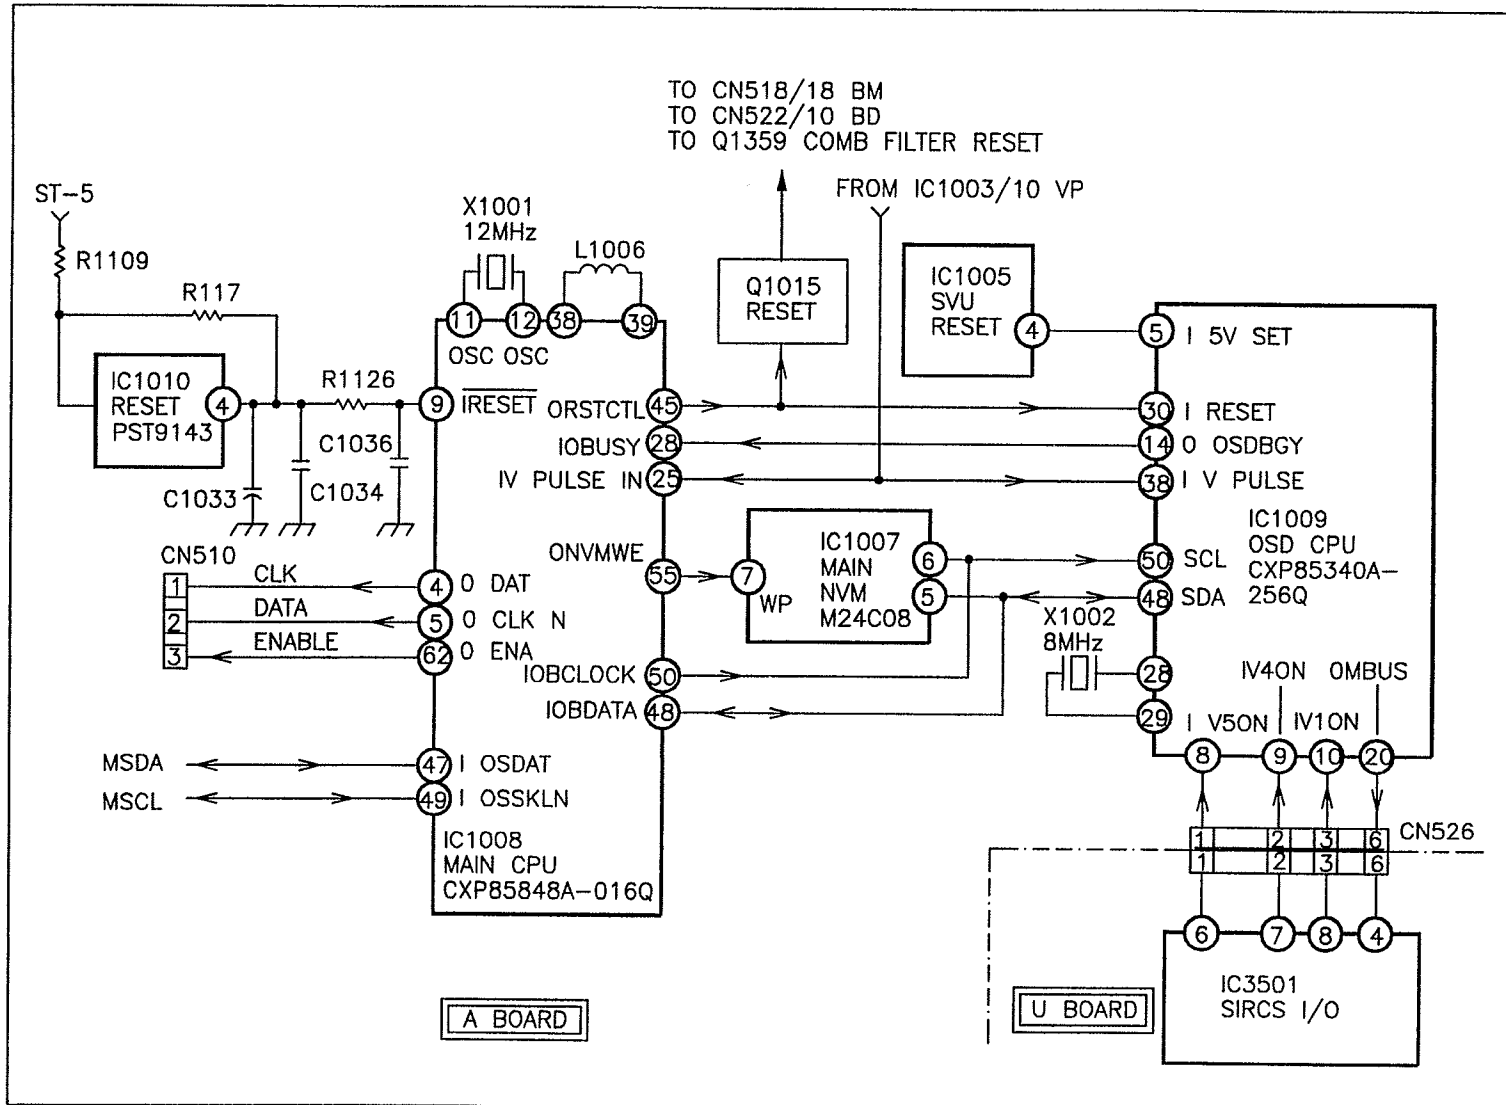 TO CN518/18 BM
TO CN522/10 BD
TO Q1359 COMB FILTER RESET
FROM IC1003/10 VP
ST-5
R1109
R117
X1001
12MHz
L1006
11
12
38
39
OSC OSC
IC1010
RESET
PST9143
4
R1126
C1033
C1034
C1036
9
IRESET
ORSTCTL
45
IOBUSY
28
IV PULSE IN
25
ONVMWE
55
Q1015
RESET
IC1005
SVU
RESET
4
5
I 5V SET
30
I RESET
14
O OSDBGY
38
I V PULSE
IC1009
OSD CPU
CXP85340A-
256Q
50
SCL
48
SDA
IC1007
MAIN
NVM
M24C08
7
WP
6
5
X1002
8MHz
28
29
CN510
1
CLK
4
O DAT
2
DATA
5
O CLK N
3
ENABLE
62
O ENA
IOBCLOCK
50
IOBDATA
48
MSDA
47
I OSDAT
MSCL
49
I OSSKLN
IC1008
MAIN CPU
CXP85848A-016Q
IV4ON
OMBUS
I V5ON
IV1ON
8
9
10
20
1
2
3
6
CN526
1
2
3
6
6
7
8
4
IC3501
SIRCS I/O
A BOARD
U BOARD